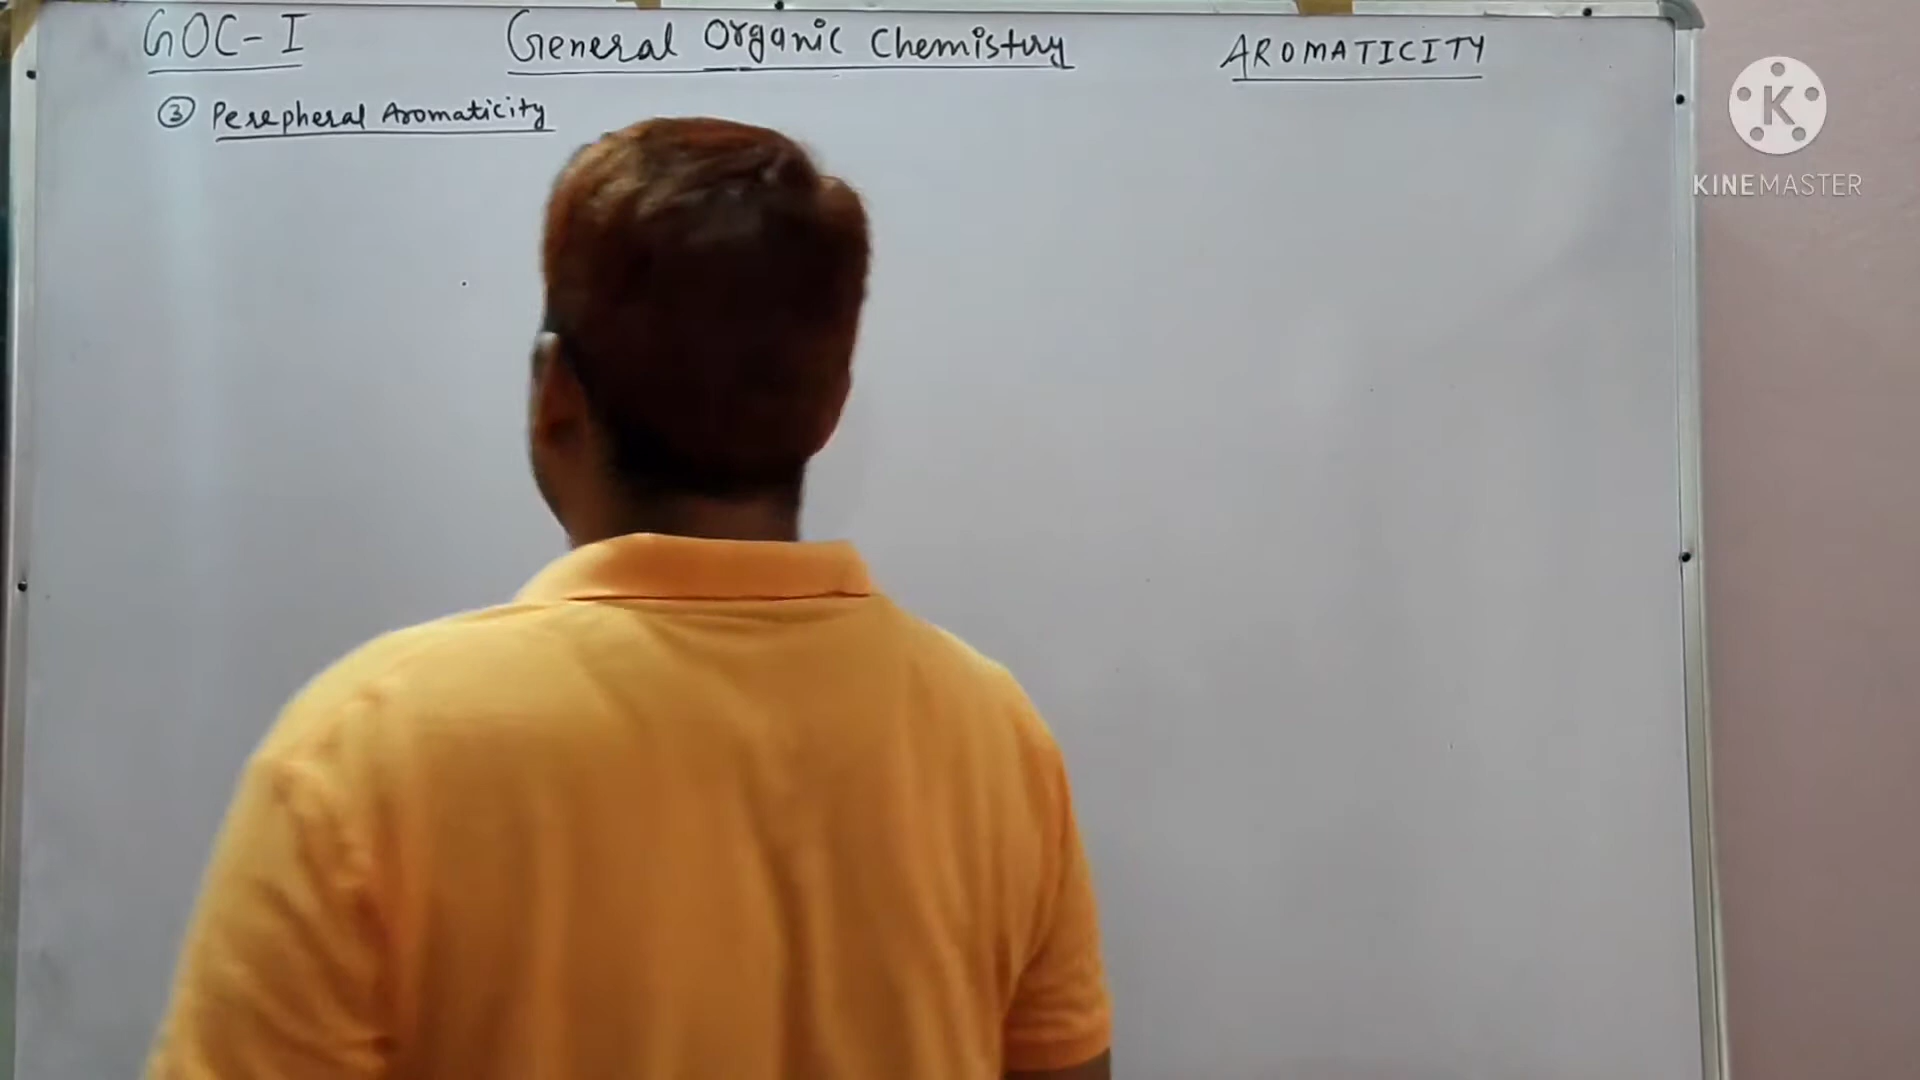 GOC-I General Organic Chemistry AROMATICITY
③ Perepheral Aromaticity
K
KINEMASTER